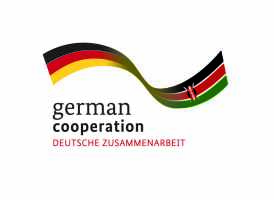 german
cooperation
DEUTSCHE ZUSAMMENARBEIT